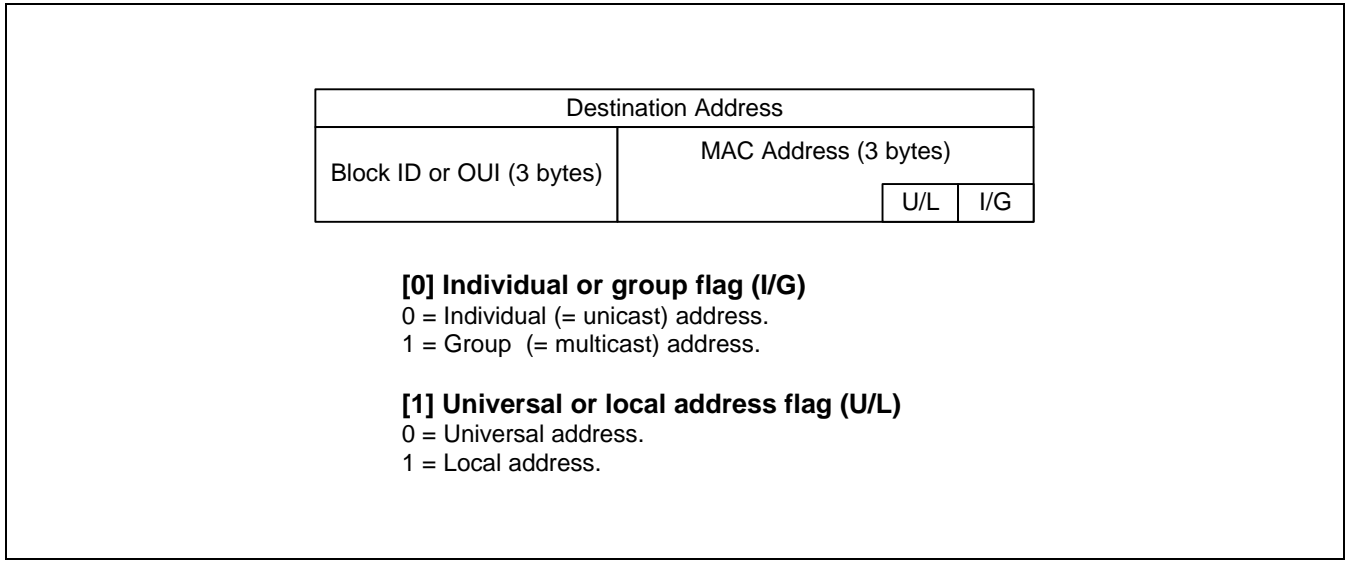 Destination Address
Block ID or OUI (3 bytes)
MAC Address (3 bytes)
U/L
I/G
[0] Individual or group flag (I/G)
0 = Individual (= unicast) address.
1 = Group  (= multicast) address.
[1] Universal or local address flag (U/L)
0 = Universal address.
1 = Local address.